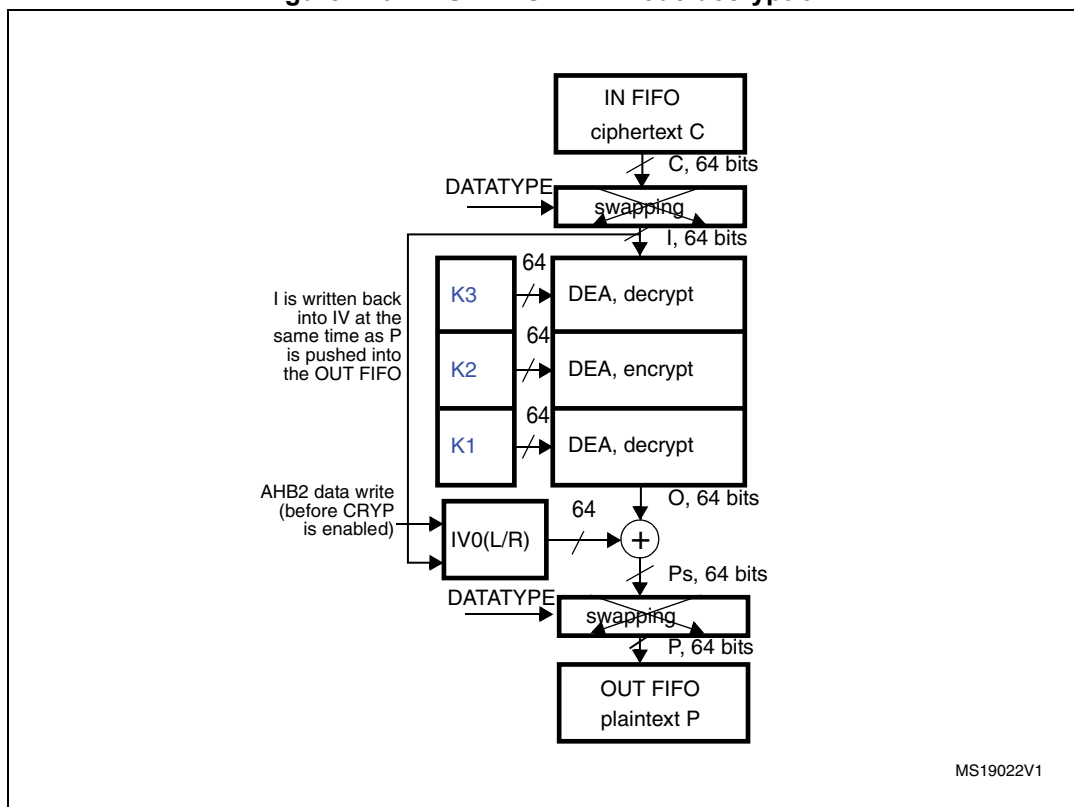 IN FIFO
ciphertext C
C, 64 bits
DATATYPE
swapping
I, 64 bits
I is written back
into IV at the
same time as P
is pushed into
the OUT FIFO
K3
64
DEA, decrypt
K2
64
DEA, encrypt
K1
64
DEA, decrypt
O, 64 bits
AHB2 data write
(before CRYP
is enabled)
IV0(L/R)
64
+
Ps, 64 bits
DATATYPE
swapping
P, 64 bits
OUT FIFO
plaintext P
MS19022V1